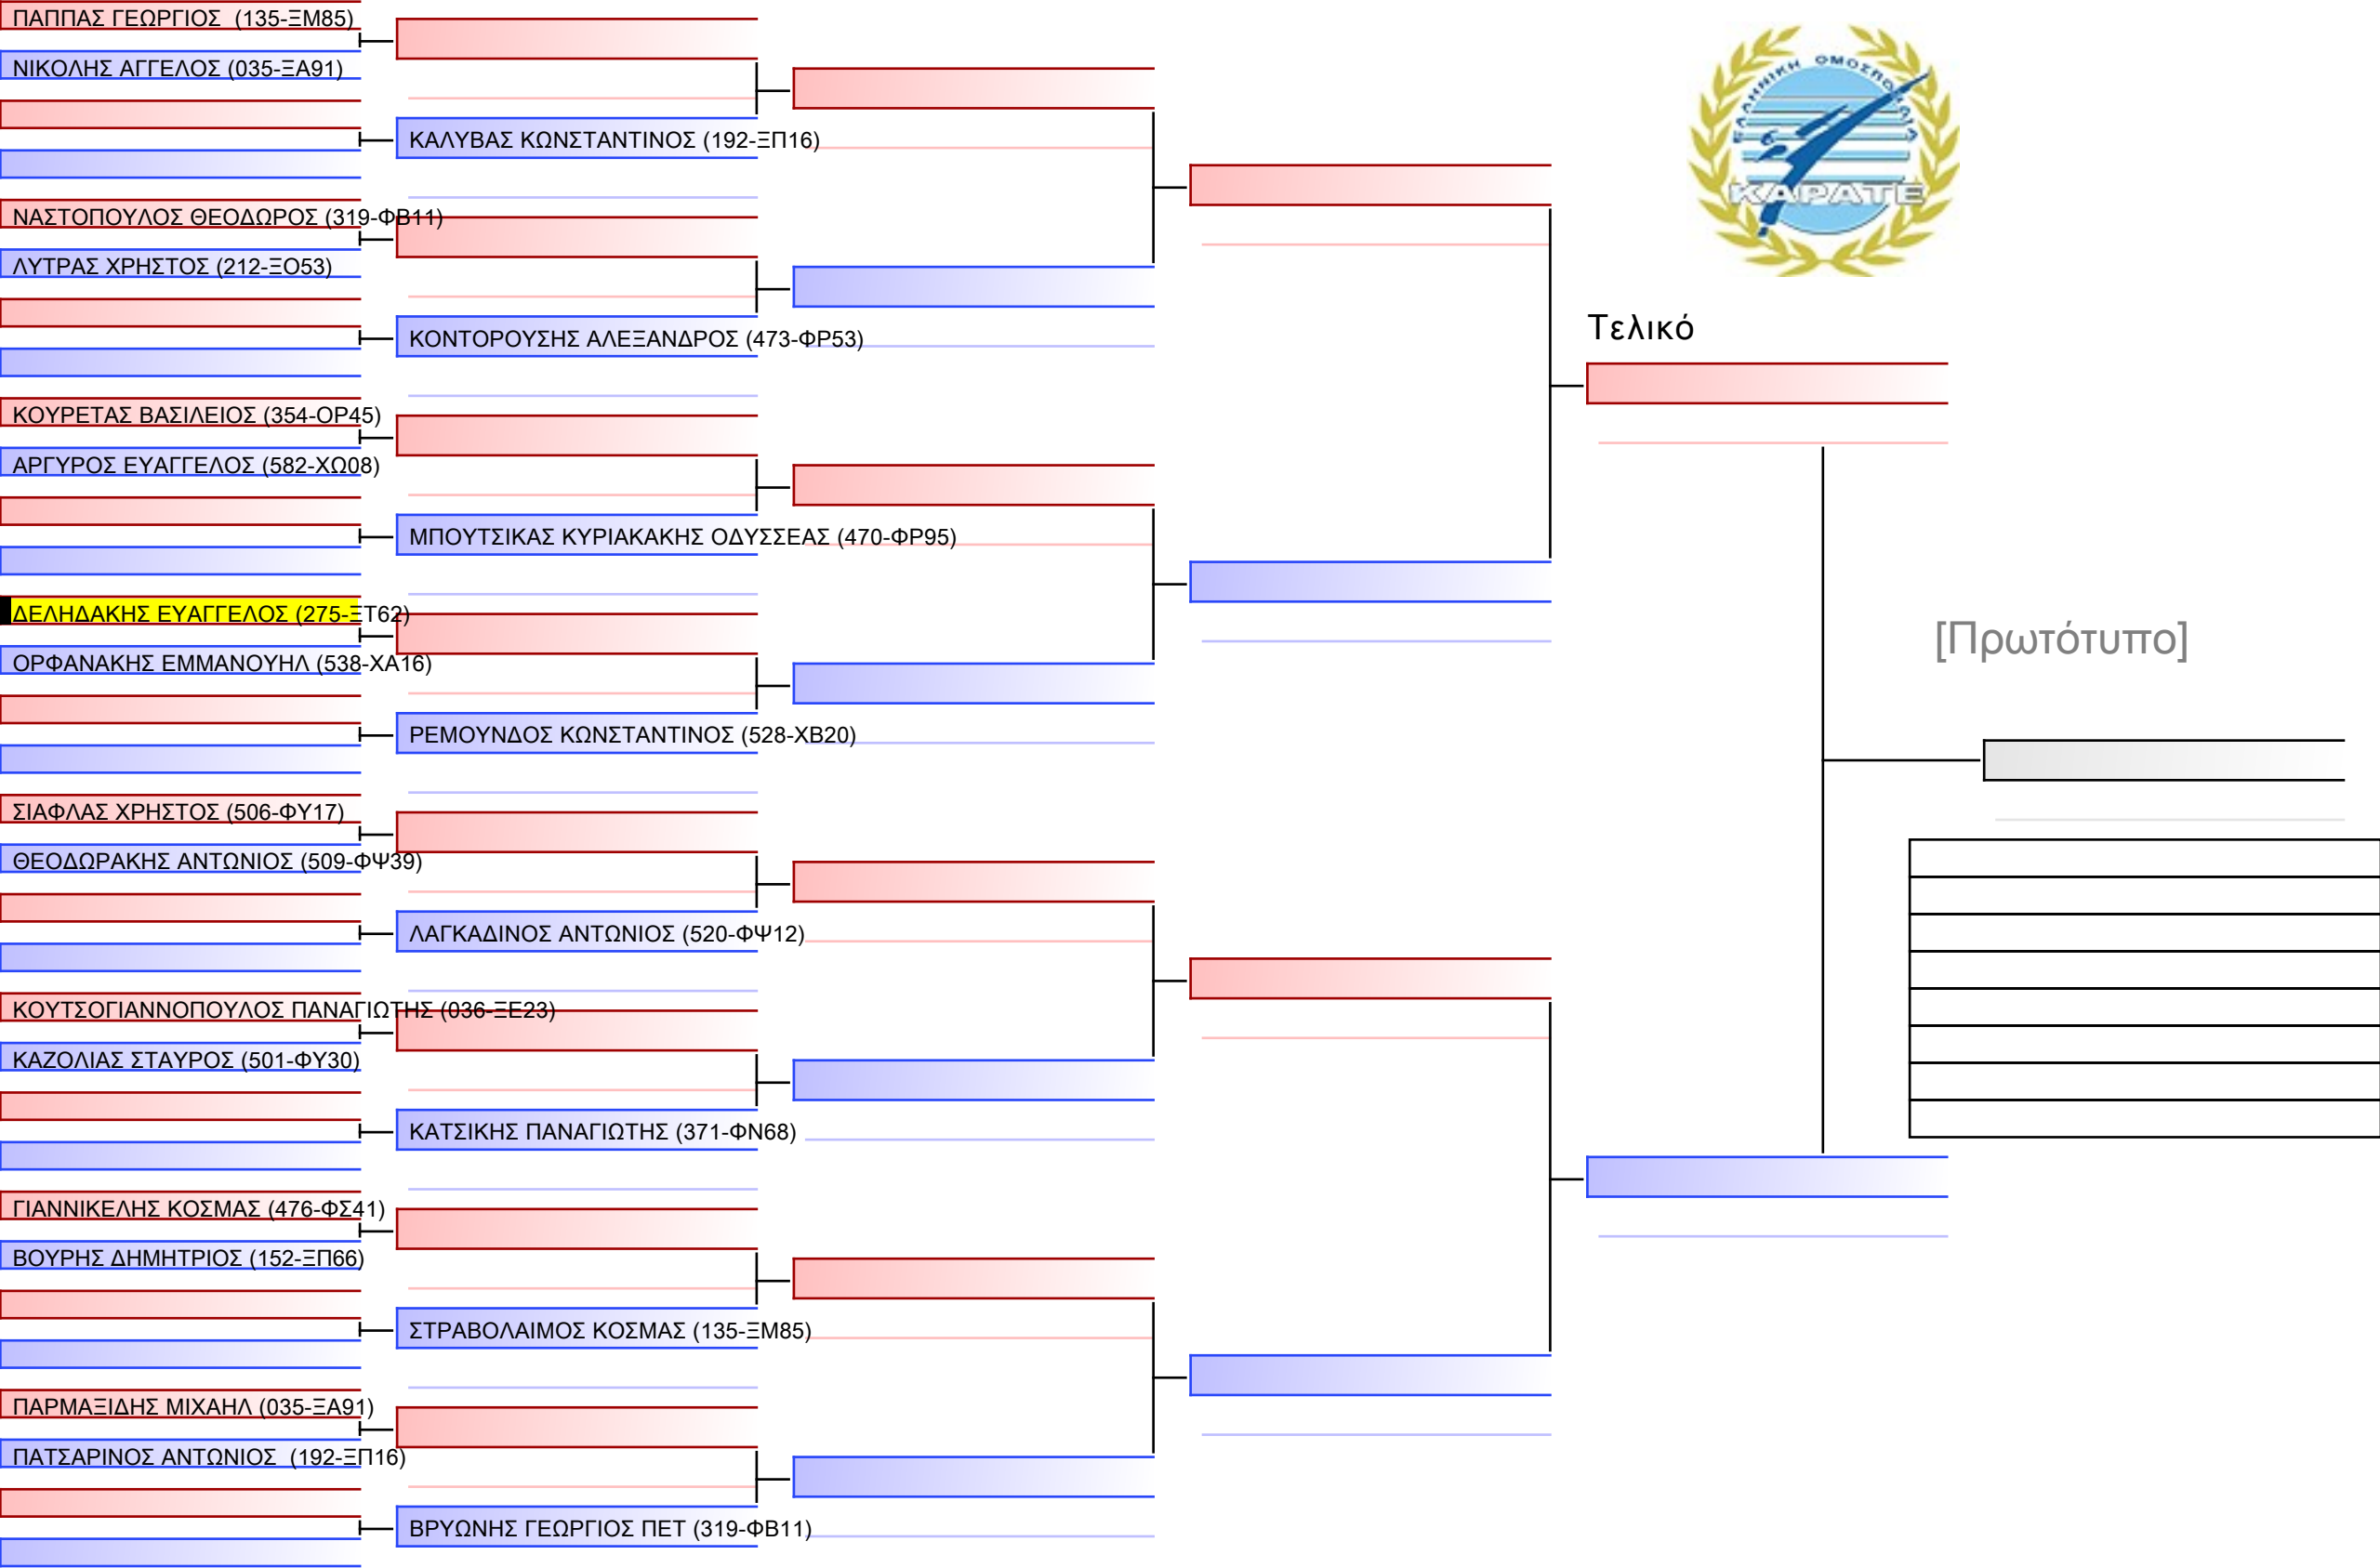 ΠΑΠΠΑΣ ΓΕΩΡΓΙΟΣ  (135-ΞΜ85)
ΝΙΚΟΛΗΣ ΑΓΓΕΛΟΣ (035-ΞΑ91)
ΚΑΛΥΒΑΣ ΚΩΝΣΤΑΝΤΙΝΟΣ (192-ΞΠ16)
ΝΑΣΤΟΠΟΥΛΟΣ ΘΕΟΔΩΡΟΣ (319-ΦΒ11)
ΛΥΤΡΑΣ ΧΡΗΣΤΟΣ (212-ΞΟ53)
ΚΟΝΤΟΡΟΥΣΗΣ ΑΛΕΞΑΝΔΡΟΣ (473-ΦΡ53)
ΚΟΥΡΕΤΑΣ ΒΑΣΙΛΕΙΟΣ (354-ΟΡ45)
ΑΡΓΥΡΟΣ ΕΥΑΓΓΕΛΟΣ (582-ΧΩ08)
ΜΠΟΥΤΣΙΚΑΣ ΚΥΡΙΑΚΑΚΗΣ ΟΔΥΣΣΕΑΣ (470-ΦΡ95)
ΔΕΛΗΔΑΚΗΣ ΕΥΑΓΓΕΛΟΣ (275-ΞΤ62)
ΟΡΦΑΝΑΚΗΣ ΕΜΜΑΝΟΥΗΛ (538-ΧΑ16)
ΡΕΜΟΥΝΔΟΣ ΚΩΝΣΤΑΝΤΙΝΟΣ (528-ΧΒ20)
ΣΙΑΦΛΑΣ ΧΡΗΣΤΟΣ (506-ΦΥ17)
ΘΕΟΔΩΡΑΚΗΣ ΑΝΤΩΝΙΟΣ (509-ΦΨ39)
ΛΑΓΚΑΔΙΝΟΣ ΑΝΤΩΝΙΟΣ (520-ΦΨ12)
ΚΟΥΤΣΟΓΙΑΝΝΟΠΟΥΛΟΣ ΠΑΝΑΓΙΩΤΗΣ (036-ΞΕ23)
ΚΑΖΟΛΙΑΣ ΣΤΑΥΡΟΣ (501-ΦΥ30)
ΚΑΤΣΙΚΗΣ ΠΑΝΑΓΙΩΤΗΣ (371-ΦΝ68)
ΓΙΑΝΝΙΚΕΛΗΣ ΚΟΣΜΑΣ (476-ΦΣ41)
ΒΟΥΡΗΣ ΔΗΜΗΤΡΙΟΣ (152-ΞΠ66)
ΣΤΡΑΒΟΛΑΙΜΟΣ ΚΟΣΜΑΣ (135-ΞΜ85)
ΠΑΡΜΑΞΙΔΗΣ ΜΙΧΑΗΛ (035-ΞΑ91)
ΠΑΤΣΑΡΙΝΟΣ ΑΝΤΩΝΙΟΣ  (192-ΞΠ16)
ΒΡΥΩΝΗΣ ΓΕΩΡΓΙΟΣ ΠΕΤ (319-ΦΒ11)
ΕΛΛΗΝΙΚΗ ΟΜΟΣΠΟΝΔΙΑ
ΚΑΡΑΤΕ
Τελικό
[Πρωτότυπο]